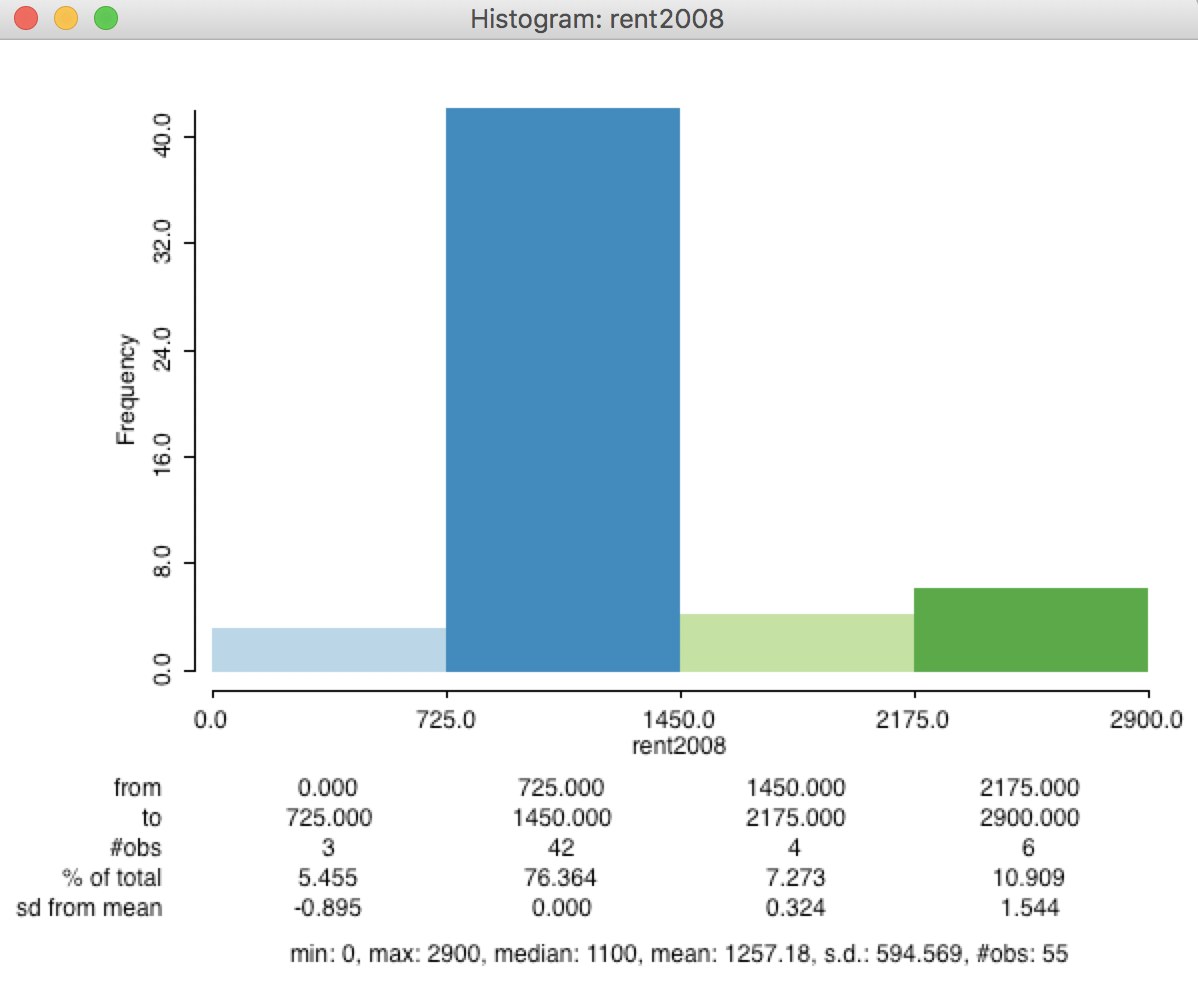 Histogram: rent2008
40.0
32.0
24.0
16.0
8.0
0.0
Frequency
0.0 725.0 1450.0 2175.0 2900.0
rent2008
from 0.000 725.000 1450.000 2175.000
to 725.000 1450.000 2175.000 2900.000
#obs 3 42 4 6
% of total 5.455 76.364 7.273 10.909
sd from mean -0.895 0.000 0.324 1.544
min: 0, max: 2900, median: 1100, mean: 1257.18, s.d.: 594.569, #obs: 55